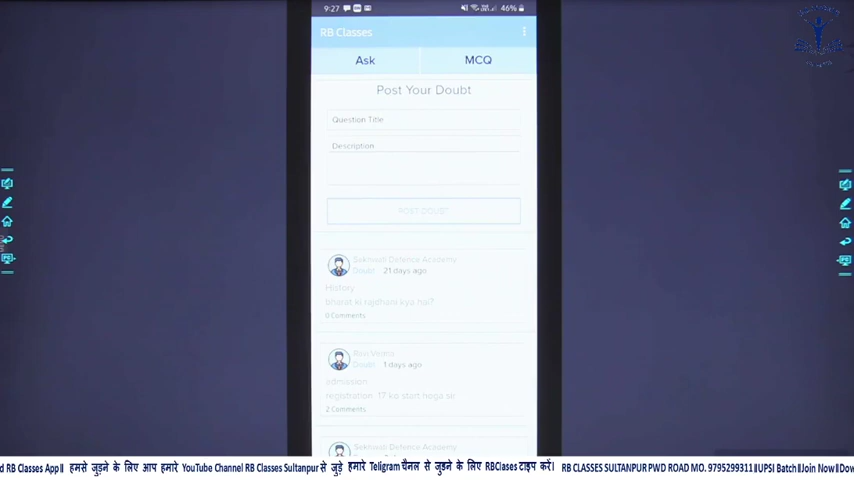 9:27
46%
RB Classes
Ask
MCQ
Post Your Doubt
Question Title
Description
POST DOUBT
Defence Academy
Doubt 21 days ago
History
bharat ki rajdhani kya hai?
0 Comments
Doubt 1 days ago
admission
registration 17 ko start hoga sir
2 Comments
Defence Academy
d RB Classes App॥ हमसे जुड़ने के लिए आप हमारे YouTube Channel RB Classes Sultanpur से जुड़े हमारे Teligram चैनल से जुड़ने के लिए RBClases टाइप करें। RB CLASSES SULTANPUR PWD ROAD MO. 9795299311॥UPSI Batch॥Join Now॥Dow